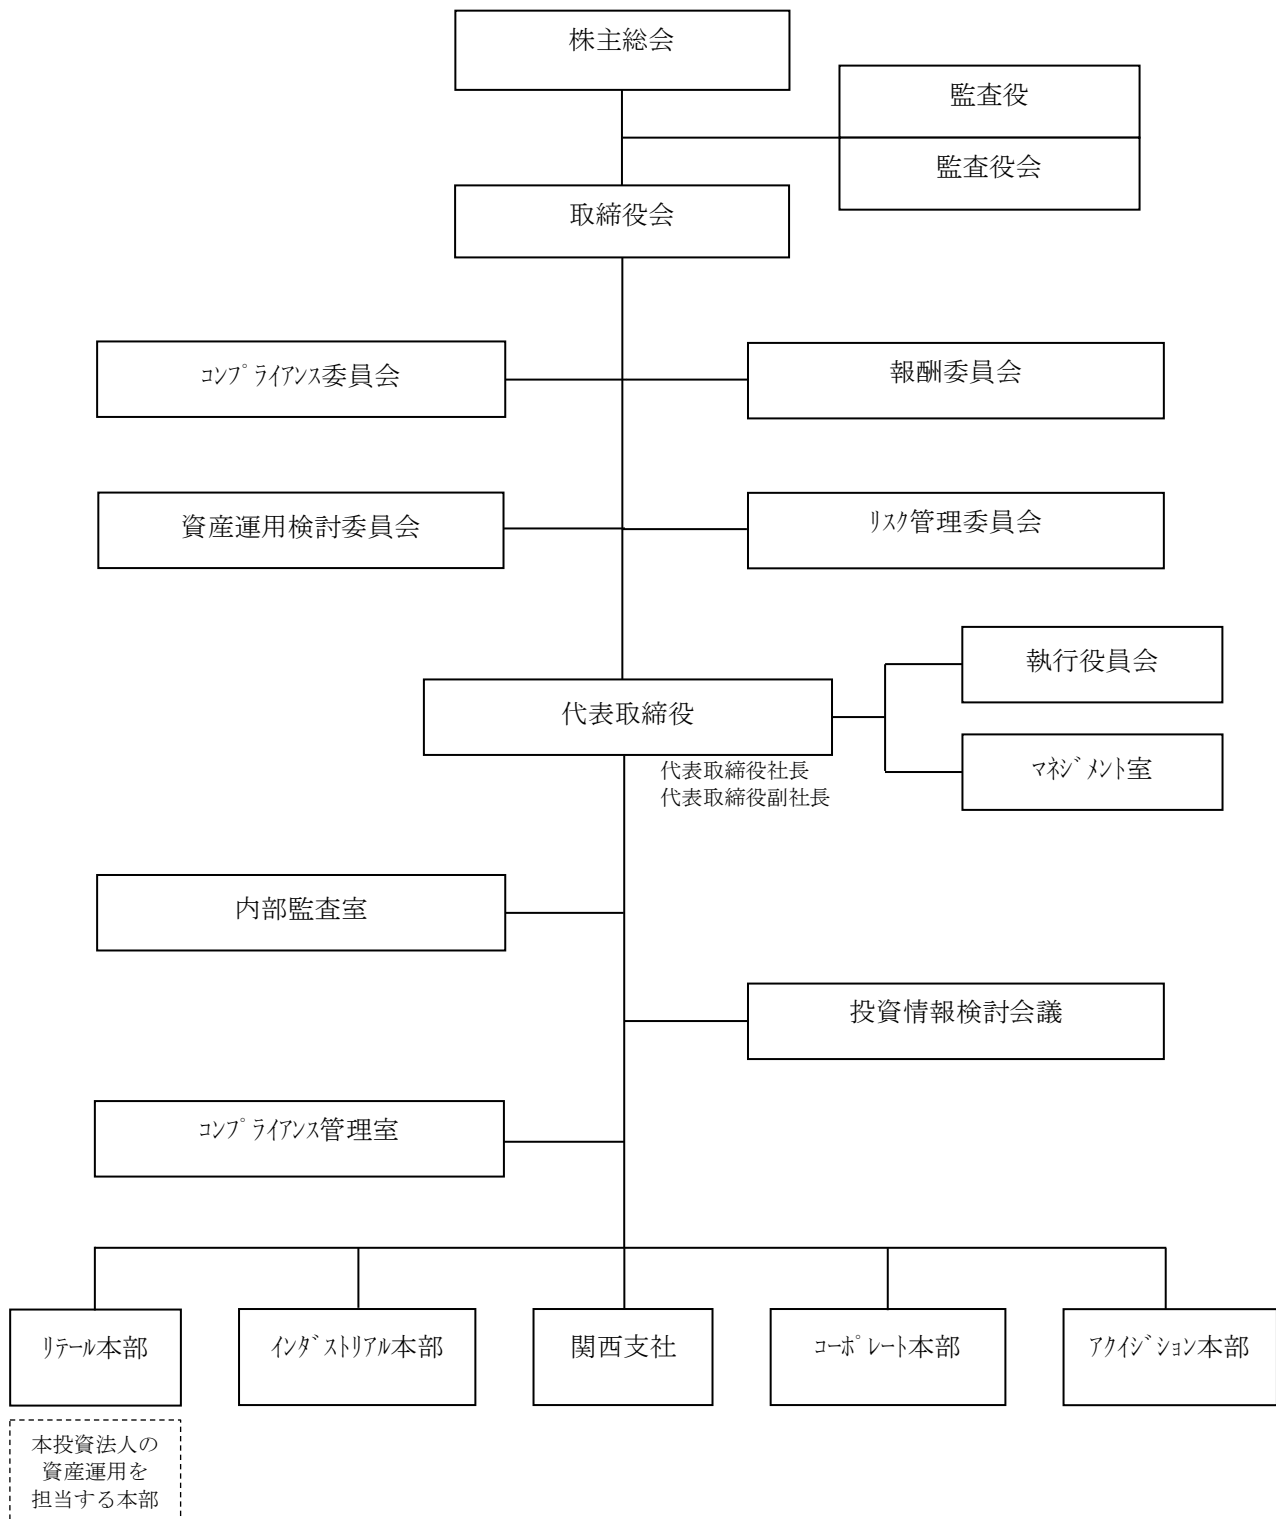 株主総会
監査役
監査役会
取締役会
ｺﾝﾌﾟﾗｲｱﾝｽ委員会
報酬委員会
資産運用検討委員会
ﾘｽｸ管理委員会
執行役員会
代表取締役
代表取締役社長
代表取締役副社長
ﾏﾈｼﾞﾒﾝﾄ室
内部監査室
投資情報検討会議
ｺﾝﾌﾟﾗｲｱﾝｽ管理室
ﾘﾃｰﾙ本部
ｲﾝﾀﾞｽﾄﾘｱﾙ本部
関西支社
ｺｰﾎﾟﾚｰﾄ本部
ｱｸｲｼﾞｼｮﾝ本部
本投資法人の
資産運用を
担当する本部